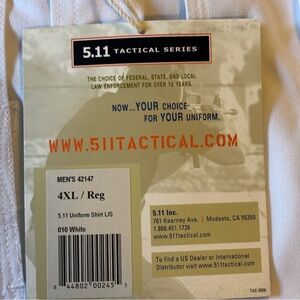 5.11 TACTICAL SERIES
THE CHOICE OF FEDERAL, STATE, AND LOCAL
LAW ENFORCEMENT FOR OVER 15 YEARS.
NOW...YOUR CHOICE
FOR YOUR UNIFORM.
WWW.511TACTICAL.COM
MEN'S 42147
4XL / Reg
5.11 Uniform Shirt L/S
010 White
8 44802 00245 5
5.11 Inc.
761 Kearney Ave. | Modesto, CA 95350
1.866.451.1726
www.511tactical.com
To find a US Dealer or International
Distributor visit www.511tactical.com